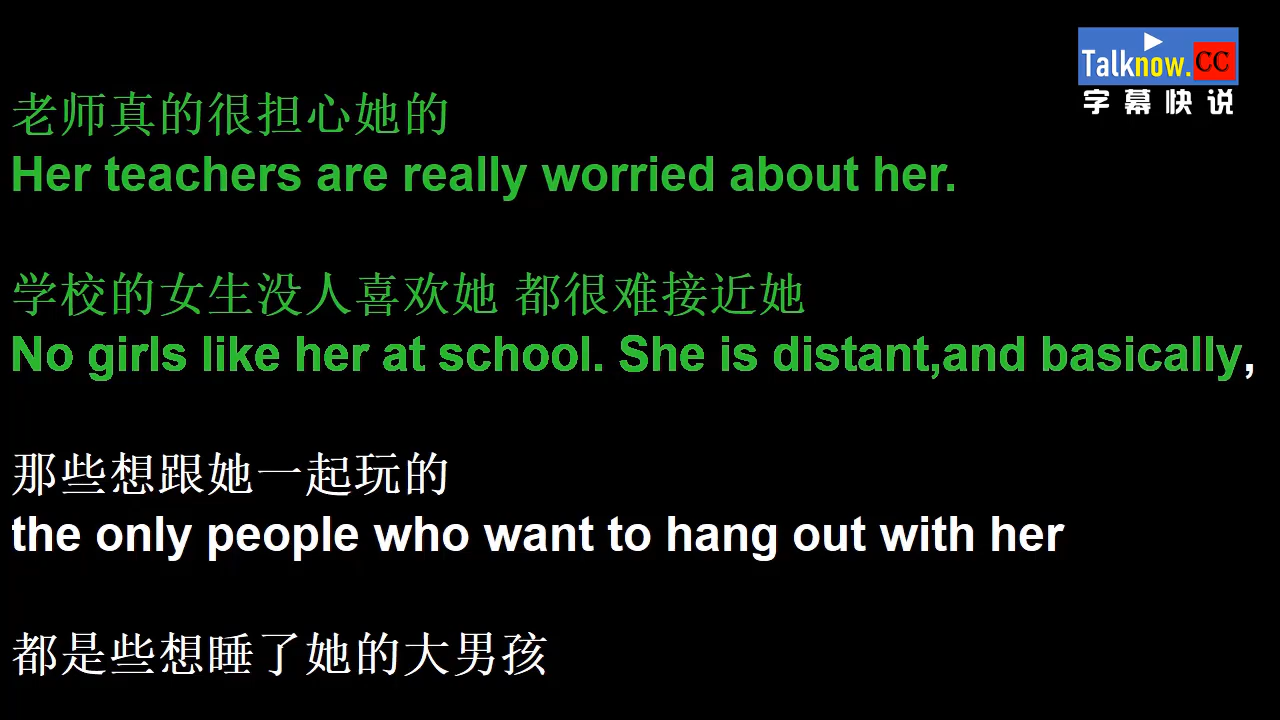 Talknow.CC
字幕快说
老师真的很担心她的
Her teachers are really worried about her.
学校的女生没人喜欢她 都很难接近她
No girls like her at school. She is distant,and basically,
那些想跟她一起玩的
the only people who want to hang out with her
都是些想睡了她的大男孩